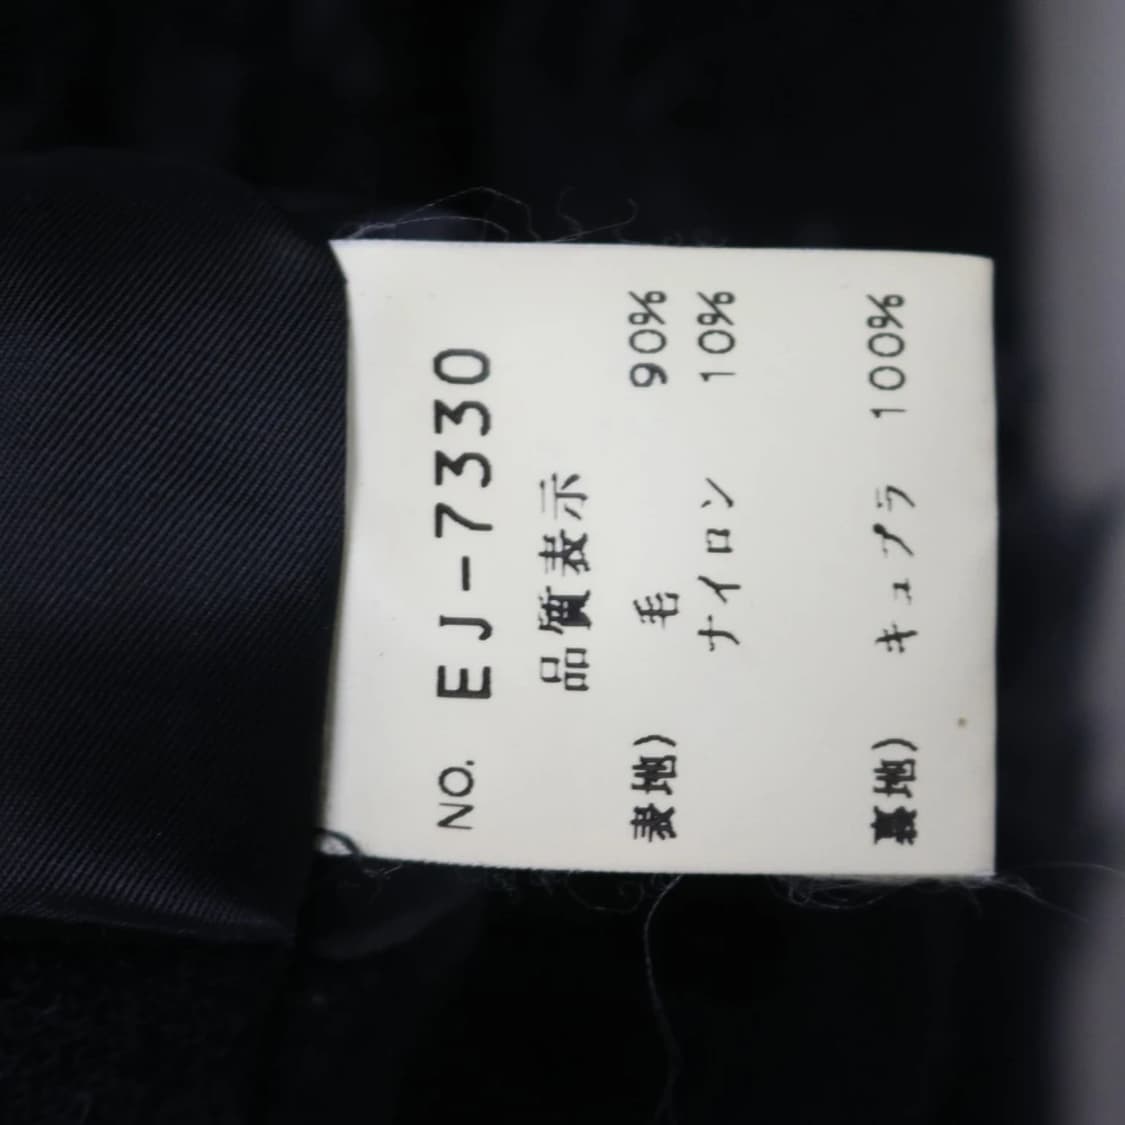 NO. EJ-7330
品質表示
表地) 毛 90%
ナイロン 10%
裏地) キュプラ 100%